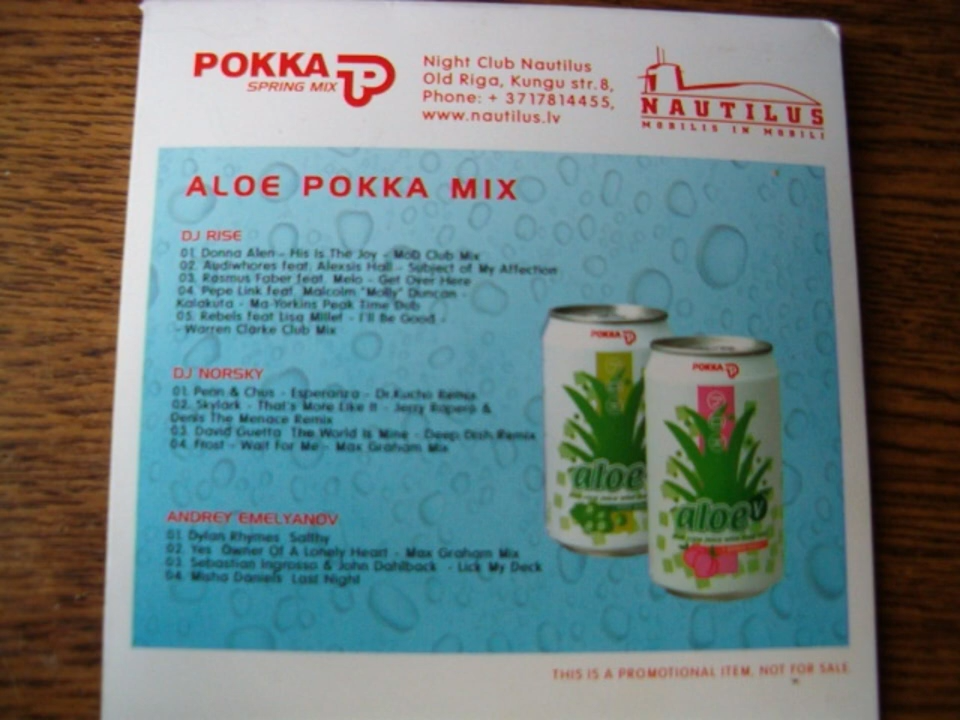 POKKA
SPRING MIX
Night Club Nautilus
Old Riga, Kungu str.8,
Phone: + 3717814455,
www.nautilus.lv
NAUTILUS
MOBILIS IN MOBILI
ALOE POKKA MIX
DJ RISE
01. Donna Alen - His Is The Joy - MoD Club Mix
02. Audiwhores feat. Alexsis Hall - Subject of My Affection
03. Rasmus Faber feat. Melo - Get Over Here
04. Pepe Link feat. Malcolm "Molly" Duncan -
Kalakuta - Ma-Yorkins Peak Time Dub
05. Rebels feat Lisa Millet - I'll Be Good -
- Warren Clarke Club Mix
DJ NORSKY
01. Penn & Chus - Esperanza - Dr.Kucho Remix
02. Skylark - That's More Like It - Jerry Ropero &
Denis The Menace Remix
03. David Guetta The World Is Mine - Deep Dish Remix
04. Frost - Wait For Me - Max Graham Mix
ANDREY EMELYANOV
01. Dylan Rhymes Salthy
02. Yes Owner Of A Lonely Heart - Max Graham Mix
03. Sebastian Ingrosso & John Dahlback - Lick My Deck
04. Misha Daniels Last Night
POKKA
aloe
POKKA
aloe V
THIS IS A PROMOTIONAL ITEM, NOT FOR SALE